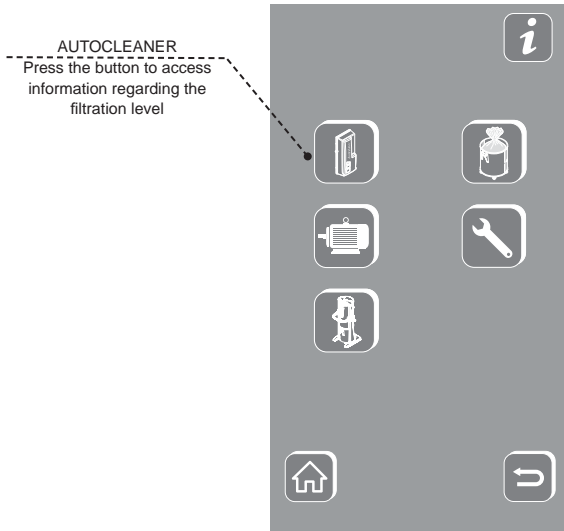 i
AUTOCLEANER
Press the button to access
information regarding the
filtration level